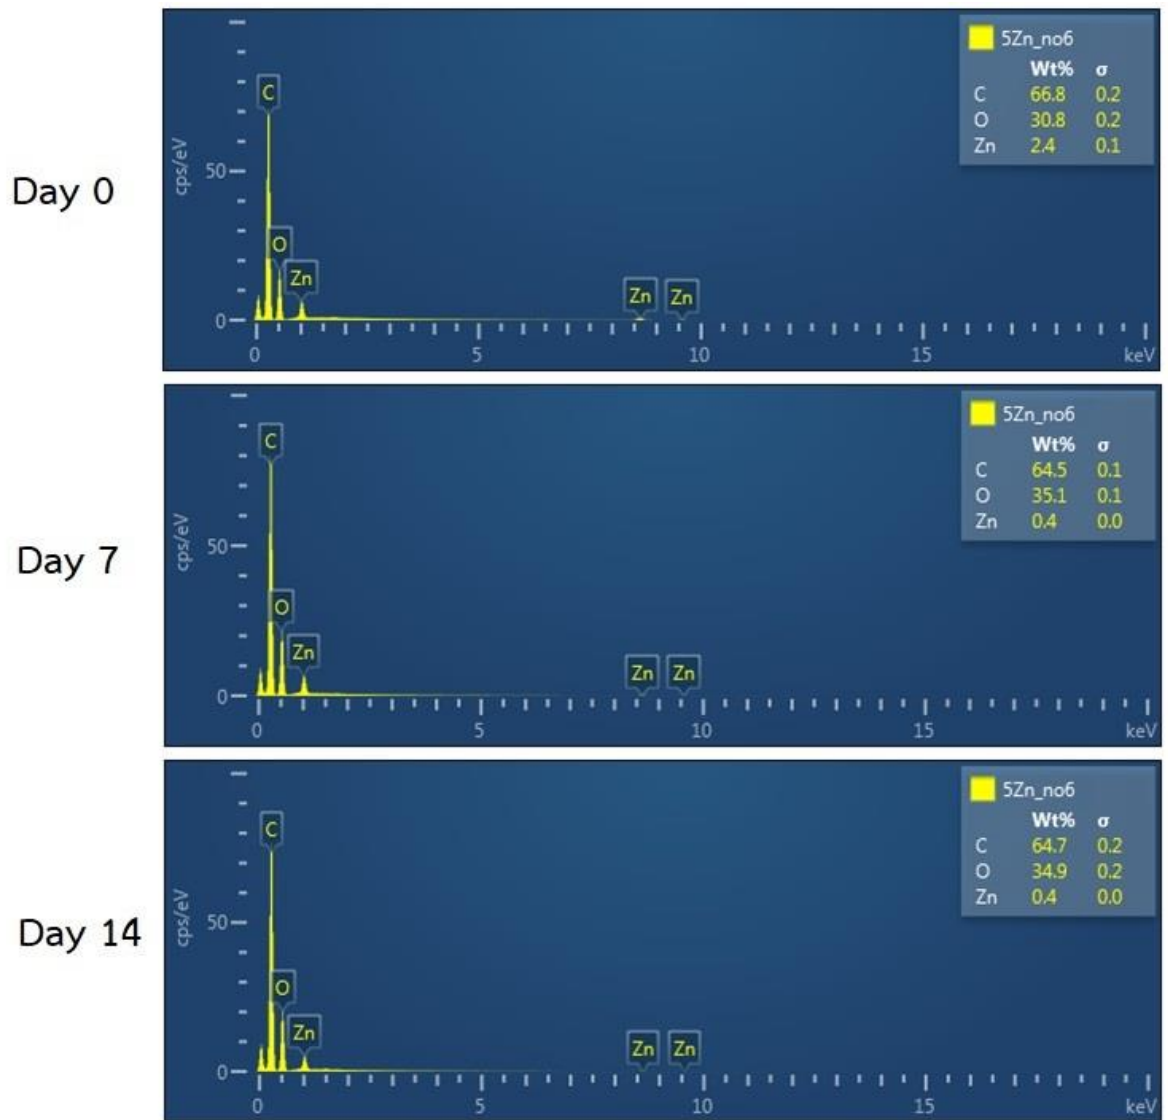 Day 0
cps/eV
50
0
C
O
Zn
Zn Zn
0 5 10 15 keV
5Zn_no6
Wt% σ
C 66.8 0.2
O 30.8 0.2
Zn 2.4 0.1
Day 7
cps/eV
50
0
C
O
Zn
Zn Zn
0 5 10 15 keV
5Zn_no6
Wt% σ
C 64.5 0.1
O 35.1 0.1
Zn 0.4 0.0
Day 14
cps/eV
50
0
C
O
Zn
Zn Zn
0 5 10 15 keV
5Zn_no6
Wt% σ
C 64.7 0.2
O 34.9 0.2
Zn 0.4 0.0